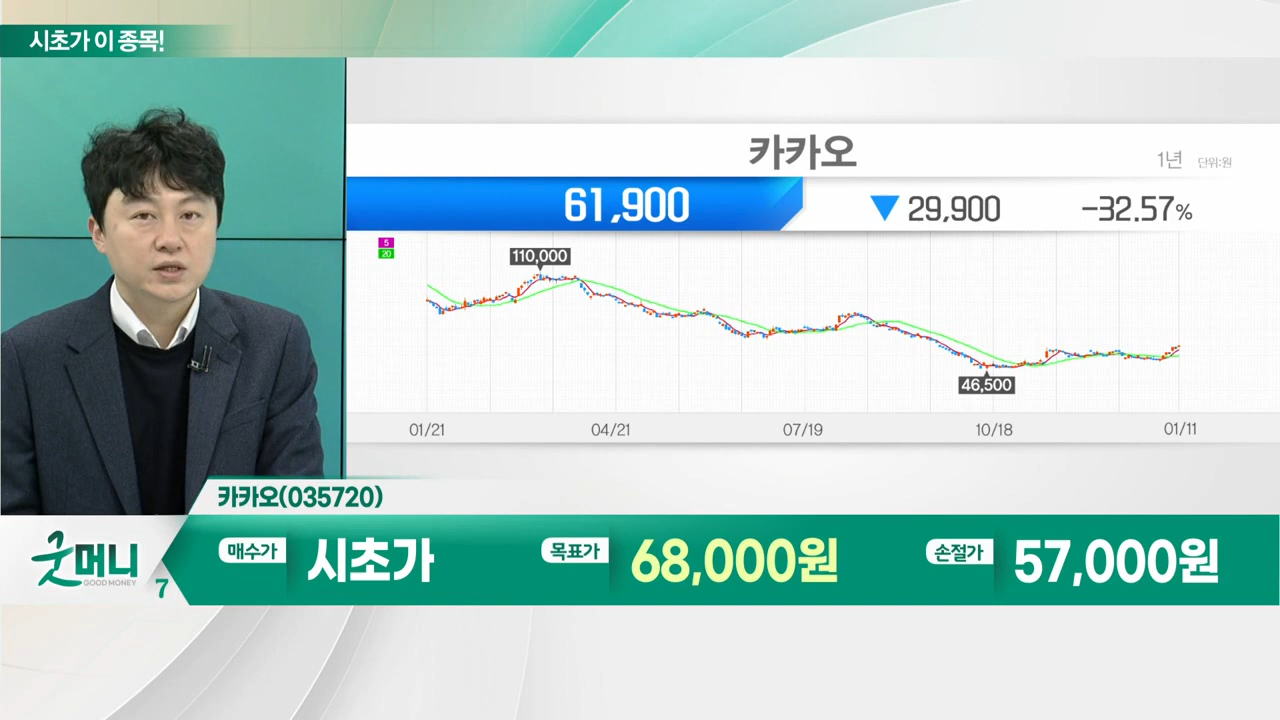 시초가 이 종목!
카카오
1년 단위:원
61,900 ▼29,900 -32.57%
5
20
110,000
46,500
01/21 04/21 07/19 10/18 01/11
카카오(035720)
굿머니
GOOD MONEY
7
매수가 시초가 목표가 68,000원 손절가 57,000원